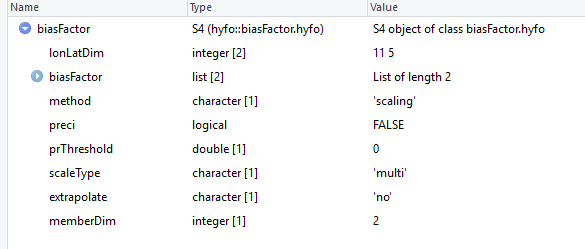 Name Type Value
biasFactor S4 (hyfo::biasFactor.hyfo) S4 object of class biasFactor.hyfo
lonLatDim integer [2] 11 5
biasFactor list [2] List of length 2
method character [1] 'scaling'
preci logical FALSE
prThreshold double [1] 0
scaleType character [1] 'multi'
extrapolate character [1] 'no'
memberDim integer [1] 2